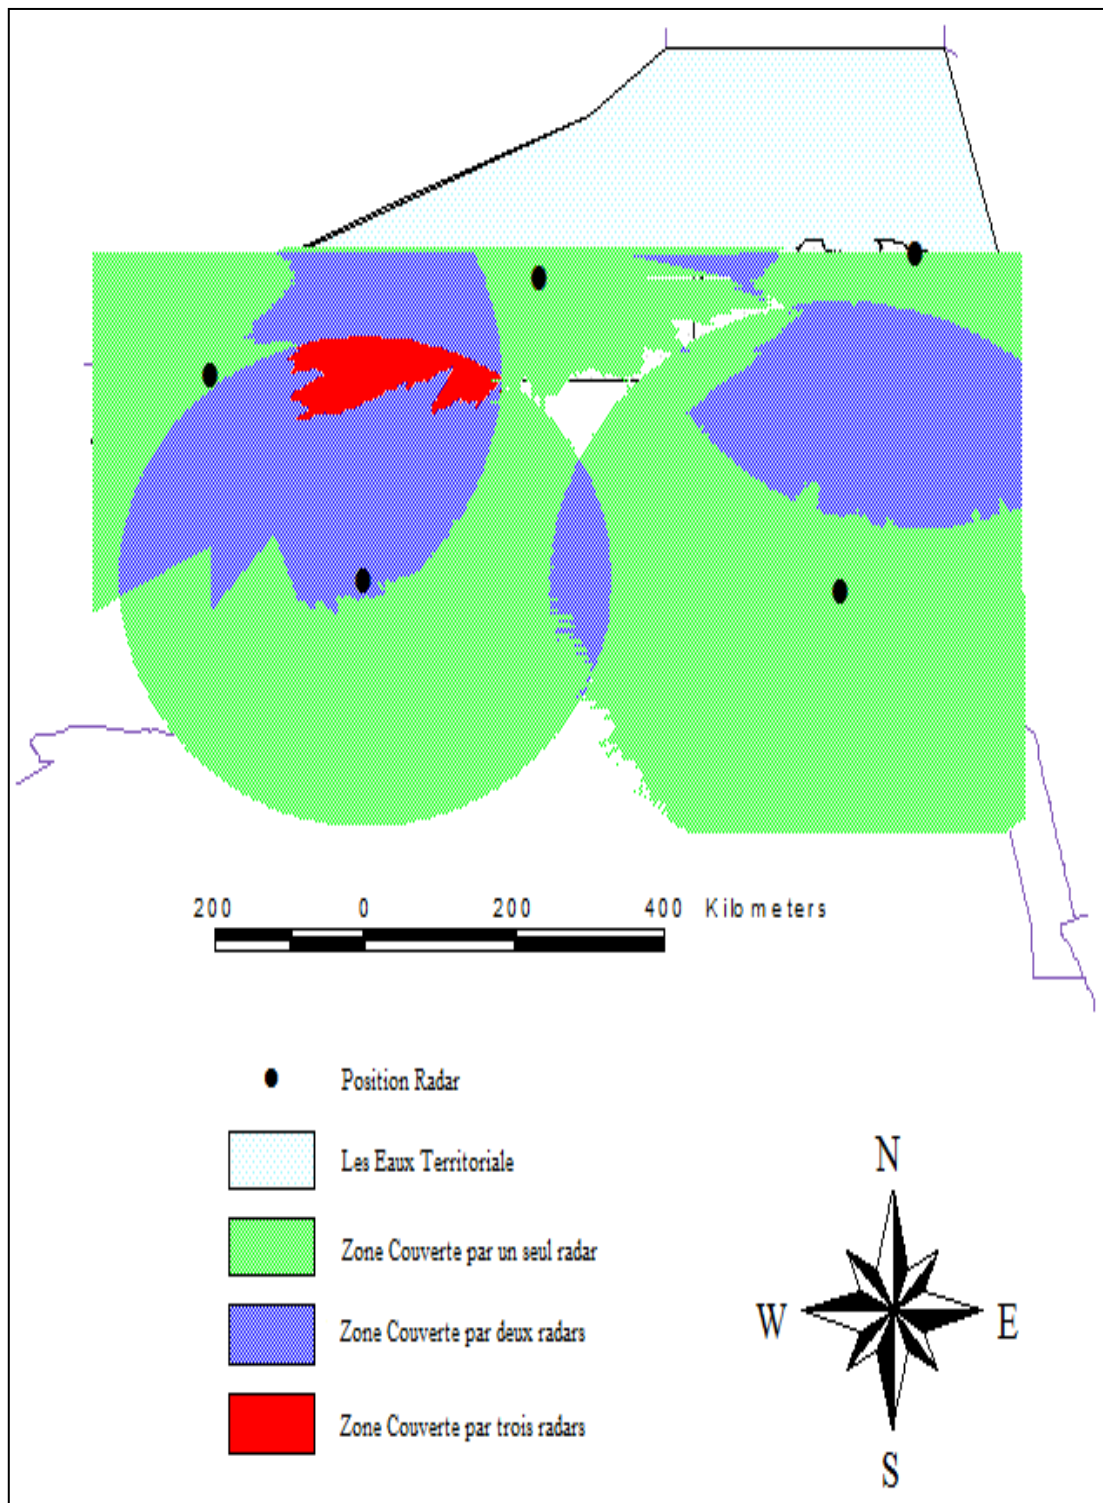 200 0 200 400 Kilometers
Position Radar
Les Eaux Territoriale
Zone Couverte par un seul radar
Zone Couverte par deux radars
Zone Couverte par trois radars
N
W E
S